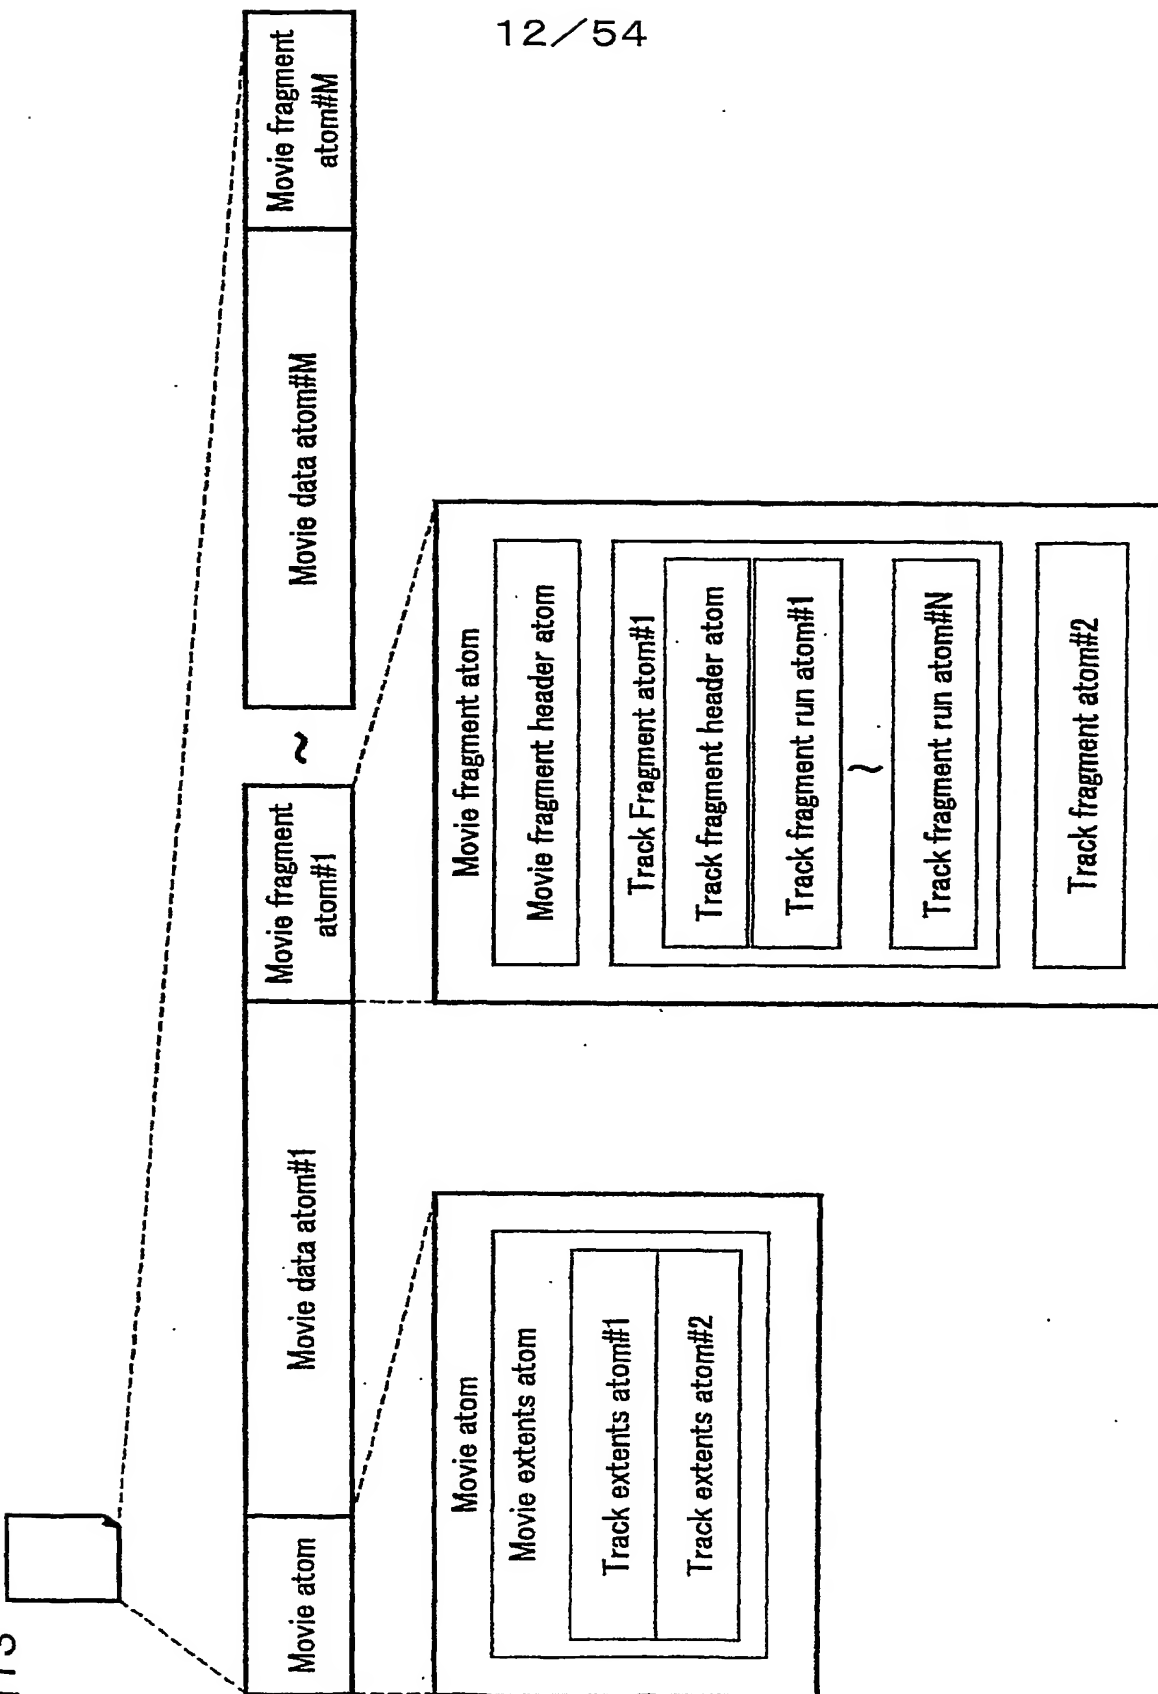 12/54
Movie atom
Movie data atom#1
Movie fragment
atom#1
~
Movie data atom#M
Movie fragment
atom#M
Movie atom
Movie extents atom
Track extents atom#1
Track extents atom#2
Movie fragment atom
Movie fragment header atom
Track Fragment atom#1
Track fragment header atom
Track fragment run atom#1
~
Track fragment run atom#N
Track fragment atom#2